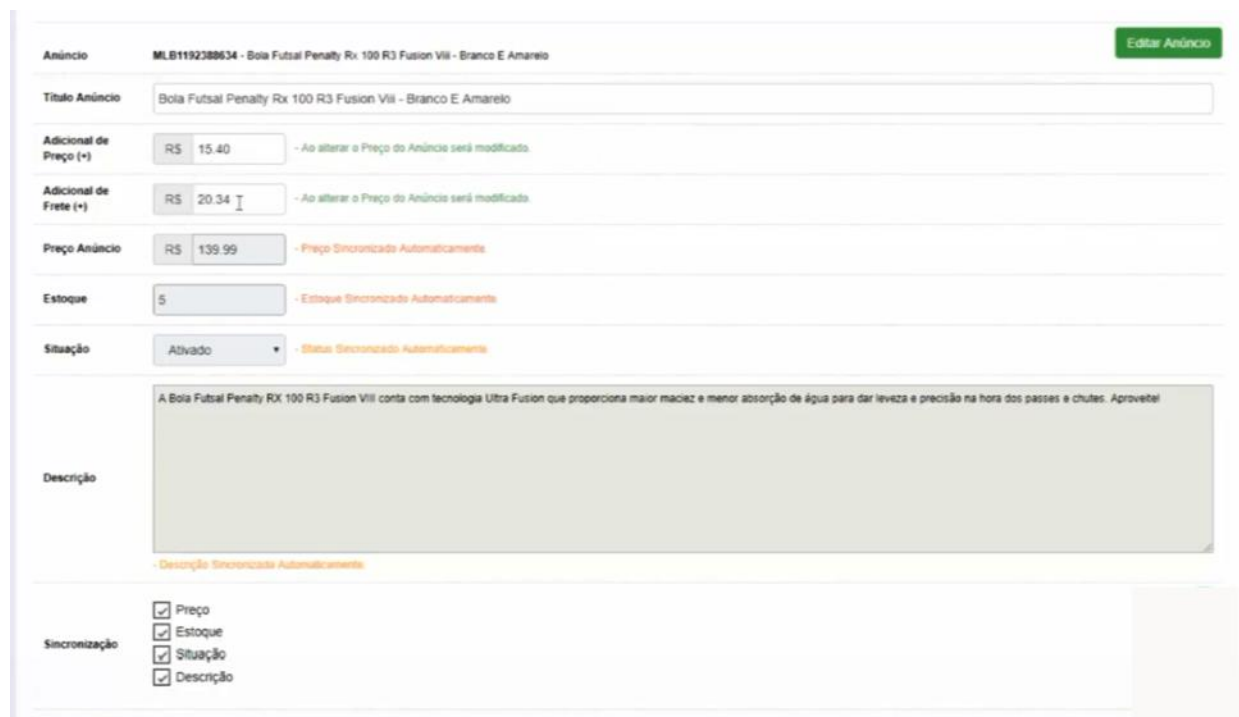 Editar Anúncio
Anúncio MLB1192388634 - Bola Futsal Penalty Rx 100 R3 Fusion Viii - Branco E Amarelo
Título Anúncio Bola Futsal Penalty Rx 100 R3 Fusion Viii - Branco E Amarelo
Adicional de
Preço (+) R$ 15.40 - Ao alterar o Preço do Anúncio será modificado.
Adicional de
Frete (+) R$ 20.34 - Ao alterar o Preço do Anúncio será modificado.
Preço Anúncio R$ 139.99 - Preço Sincronizado Automaticamente.
Estoque 5 - Estoque Sincronizado Automaticamente.
Situação Ativado - Status Sincronizado Automaticamente.
Descrição A Bola Futsal Penalty RX 100 R3 Fusion VIII conta com tecnologia Ultra Fusion que proporciona maior maciez e menor absorção de água para dar leveza e precisão na hora dos passes e chutes. Aproveite!
- Descrição Sincronizada Automaticamente.
Sincronização
Preço
Estoque
Situação
Descrição